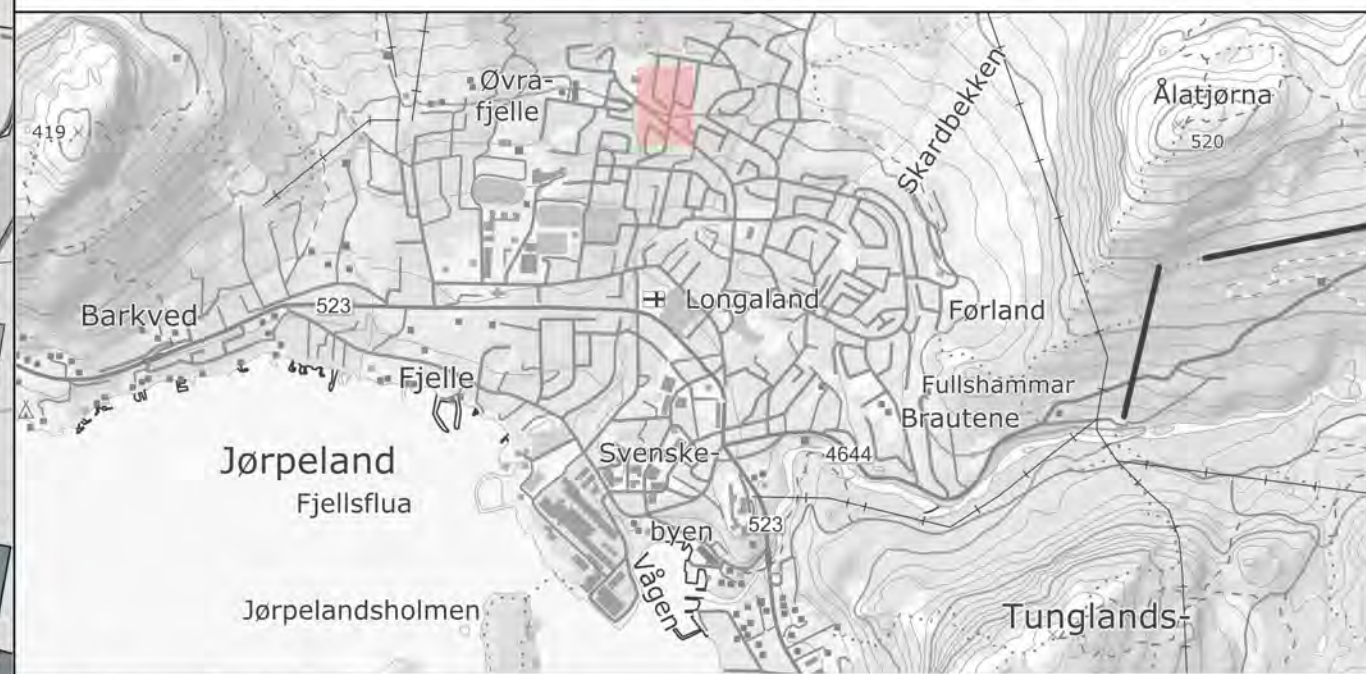 Øvra-
fjelle
Skardbekken
Ålatjørna
520
419
Barkved
523
Longaland
Førland
Fjelle
Fullshammar
Brautene
Jørpeland
Svenske-
4644
Fjellsflua
byen
523
Vågen
Jørpelandsholmen
Tunglands-